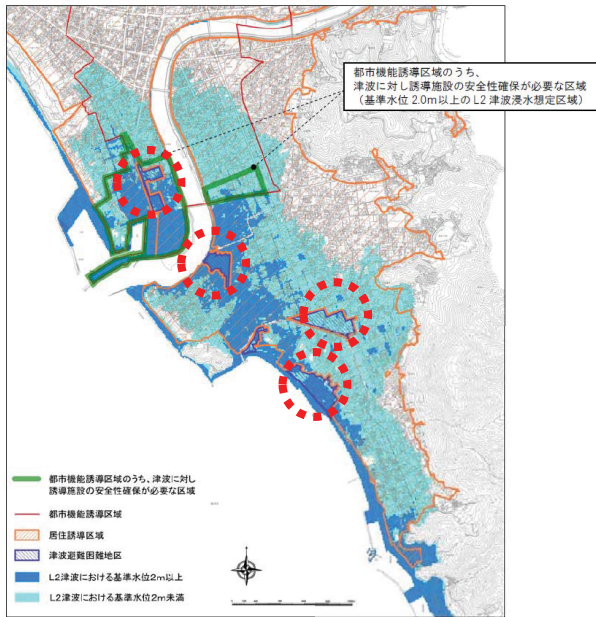 都市機能誘導区域のうち、
津波に対し誘導施設の安全性確保が必要な区域
（基準水位 2.0m以上のL2 津波浸水想定区域）
都市機能誘導区域のうち、津波に対し
誘導施設の安全性確保が必要な区域
都市機能誘導区域
居住誘導区域
津波避難困難地区
L2津波における基準水位2m以上
L2津波における基準水位2m未満